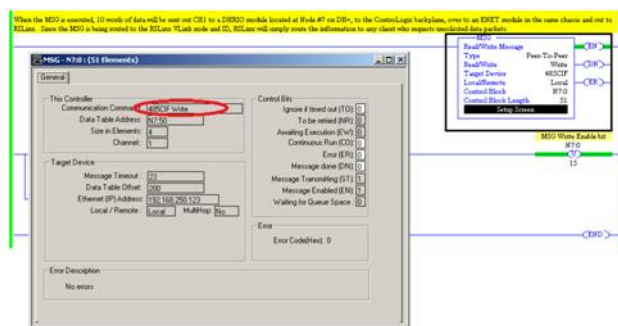 When the MSG is executed, 10 words of data will be sent out CH1 to a DHRIO module located at Node #7 on DH+, to the ControlLogix backplane, over to an ENET module in the same chassis and out to
RSLinx. Since the MSG is being routed to the RSLinx VLink node and ID, RSLinx will simply route the information to any client who requests unsolicited data packets.
MSG
Read/Write Message
Type Peer-To-Peer
Read/Write Write
Target Device 485CIF
Local/Remote Local
Control Block N7:0
Control Block Length 51
Setup Screen
EN
DN
ER
MSG - N7:0 : (51 Elements)
General
This Controller
Communication Command: 485CIF Write
Data Table Address: N7:50
Size in Elements: 4
Channel: 1
Target Device
Message Timeout : 23
Data Table Offset: 200
Ethernet (IP) Address: 192.168.250.123
Local / Remote : Local MultiHop: No
Control Bits
Ignore if timed out (TO): 0
To be retried (NR): 0
Awaiting Execution (EW): 0
Continuous Run (CO): 0
Error (ER): 0
Message done (DN): 0
Message Transmitting (ST): 1
Message Enabled (EN): 1
Waiting for Queue Space : 0
Error
Error Code(Hex): 0
Error Description
No errors
MSG Write Enable bit
N7:0
U
15
END